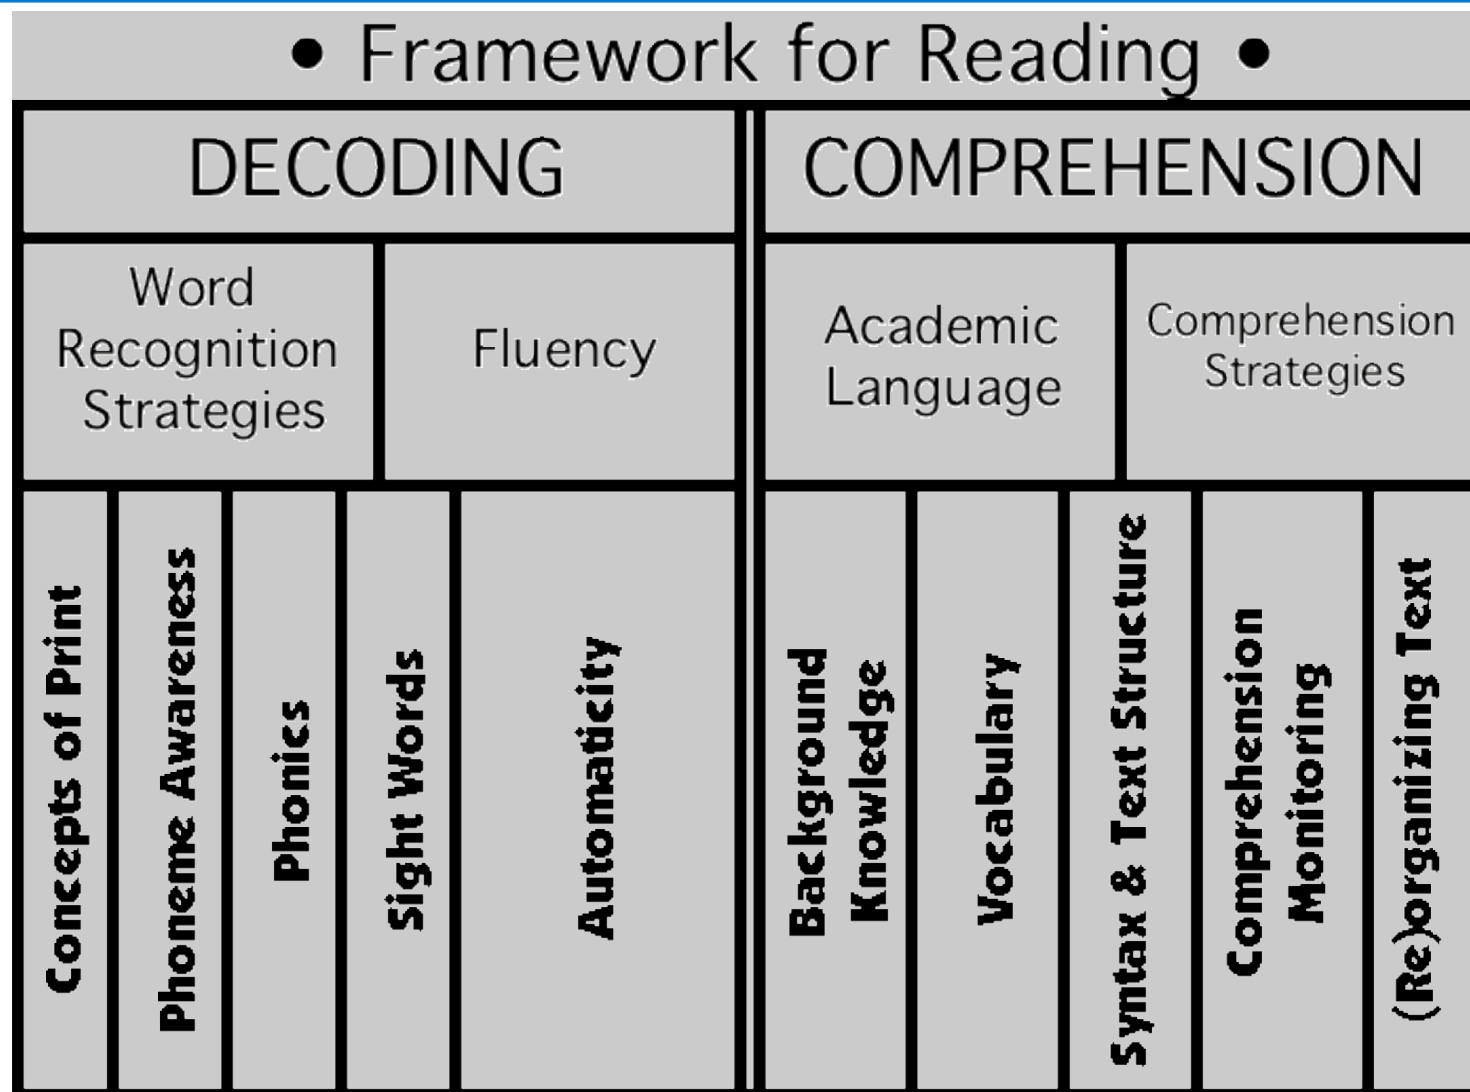 • Framework for Reading •
DECODING
COMPREHENSION
Word
Recognition
Strategies
Fluency
Academic
Language
Comprehension
Strategies
Concepts of Print
Phoneme Awareness
Phonics
Sight Words
Automaticity
Background
Knowledge
Vocabulary
Syntax & Text Structure
Comprehension
Monitoring
(Re)organizing Text